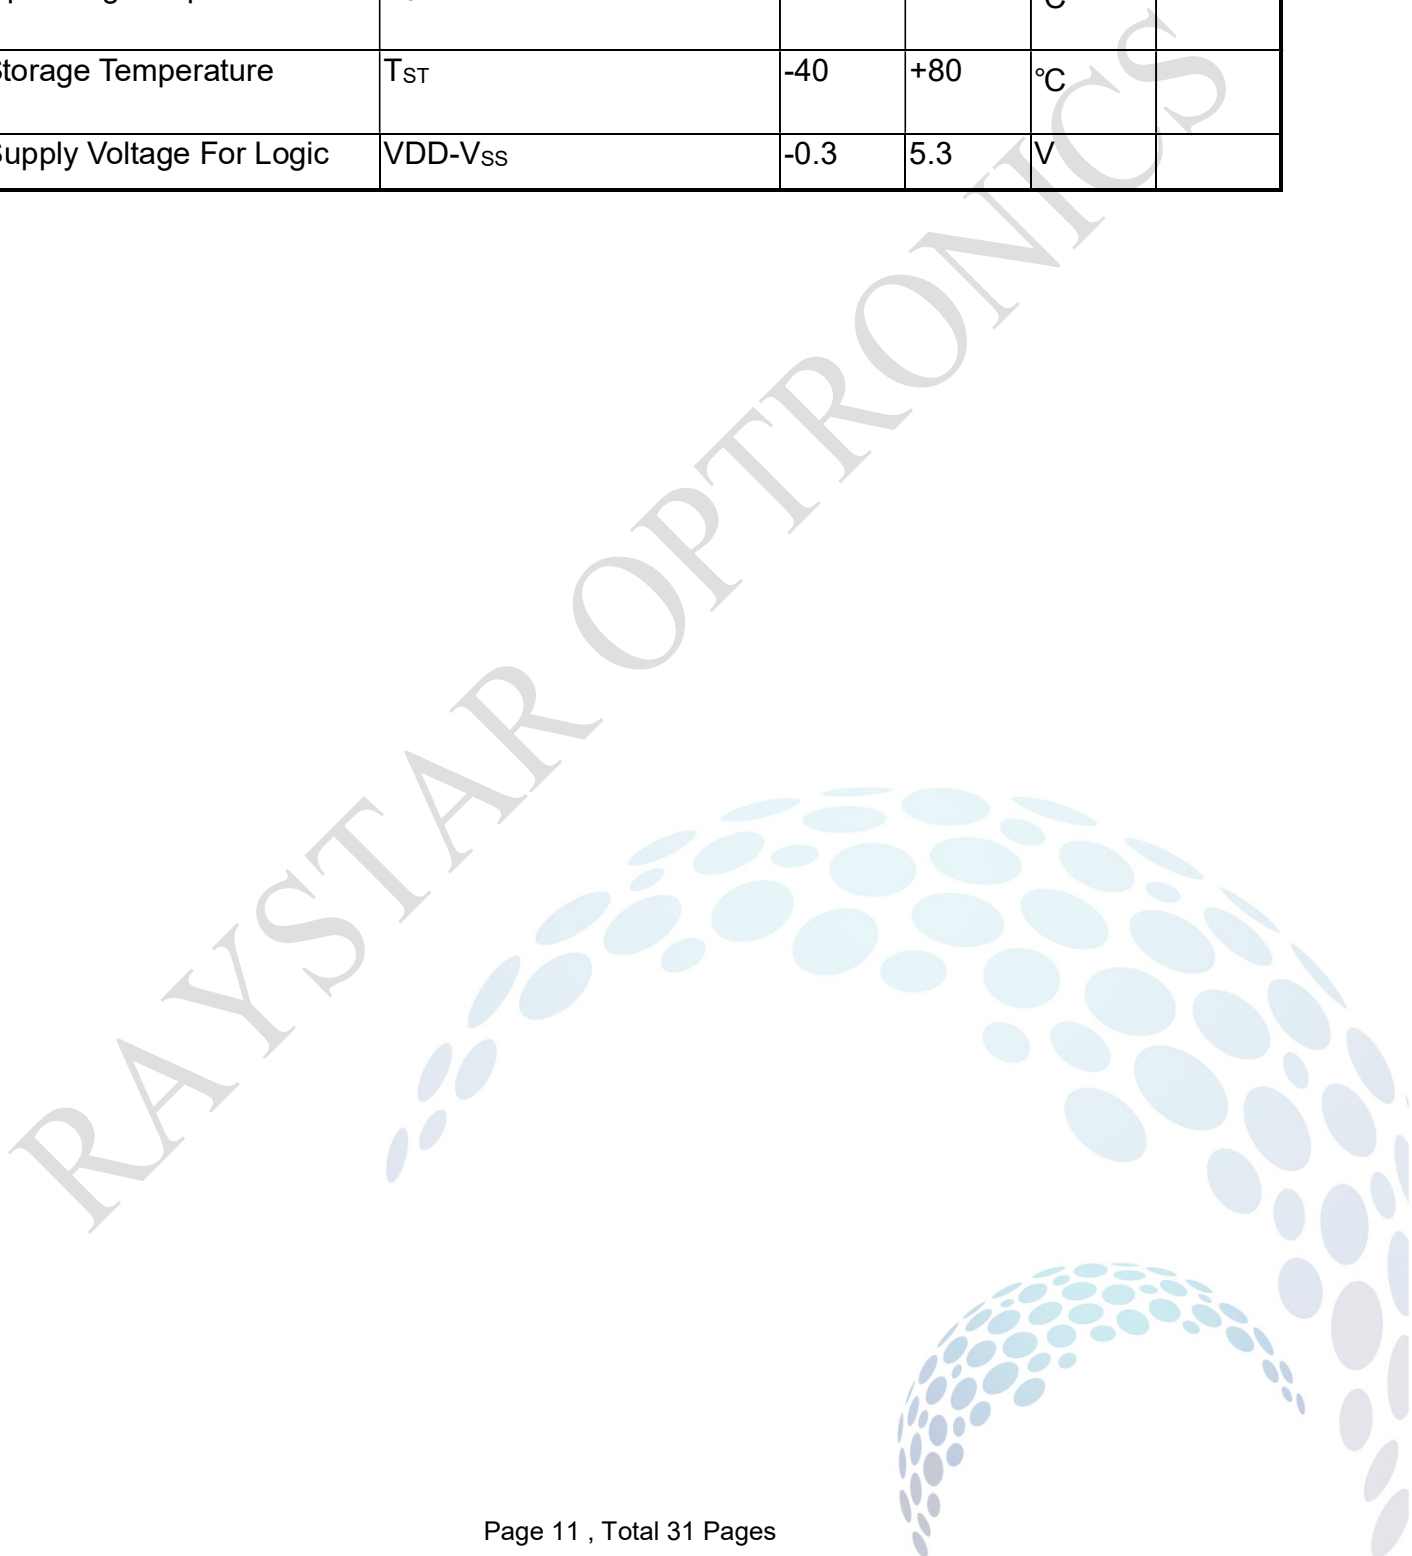 ℃
Storage Temperature TST -40 +80 ℃
Supply Voltage For Logic VDD-VSS -0.3 5.3 V
RAYSTAR OPTRONICS
Page 11 , Total 31 Pages